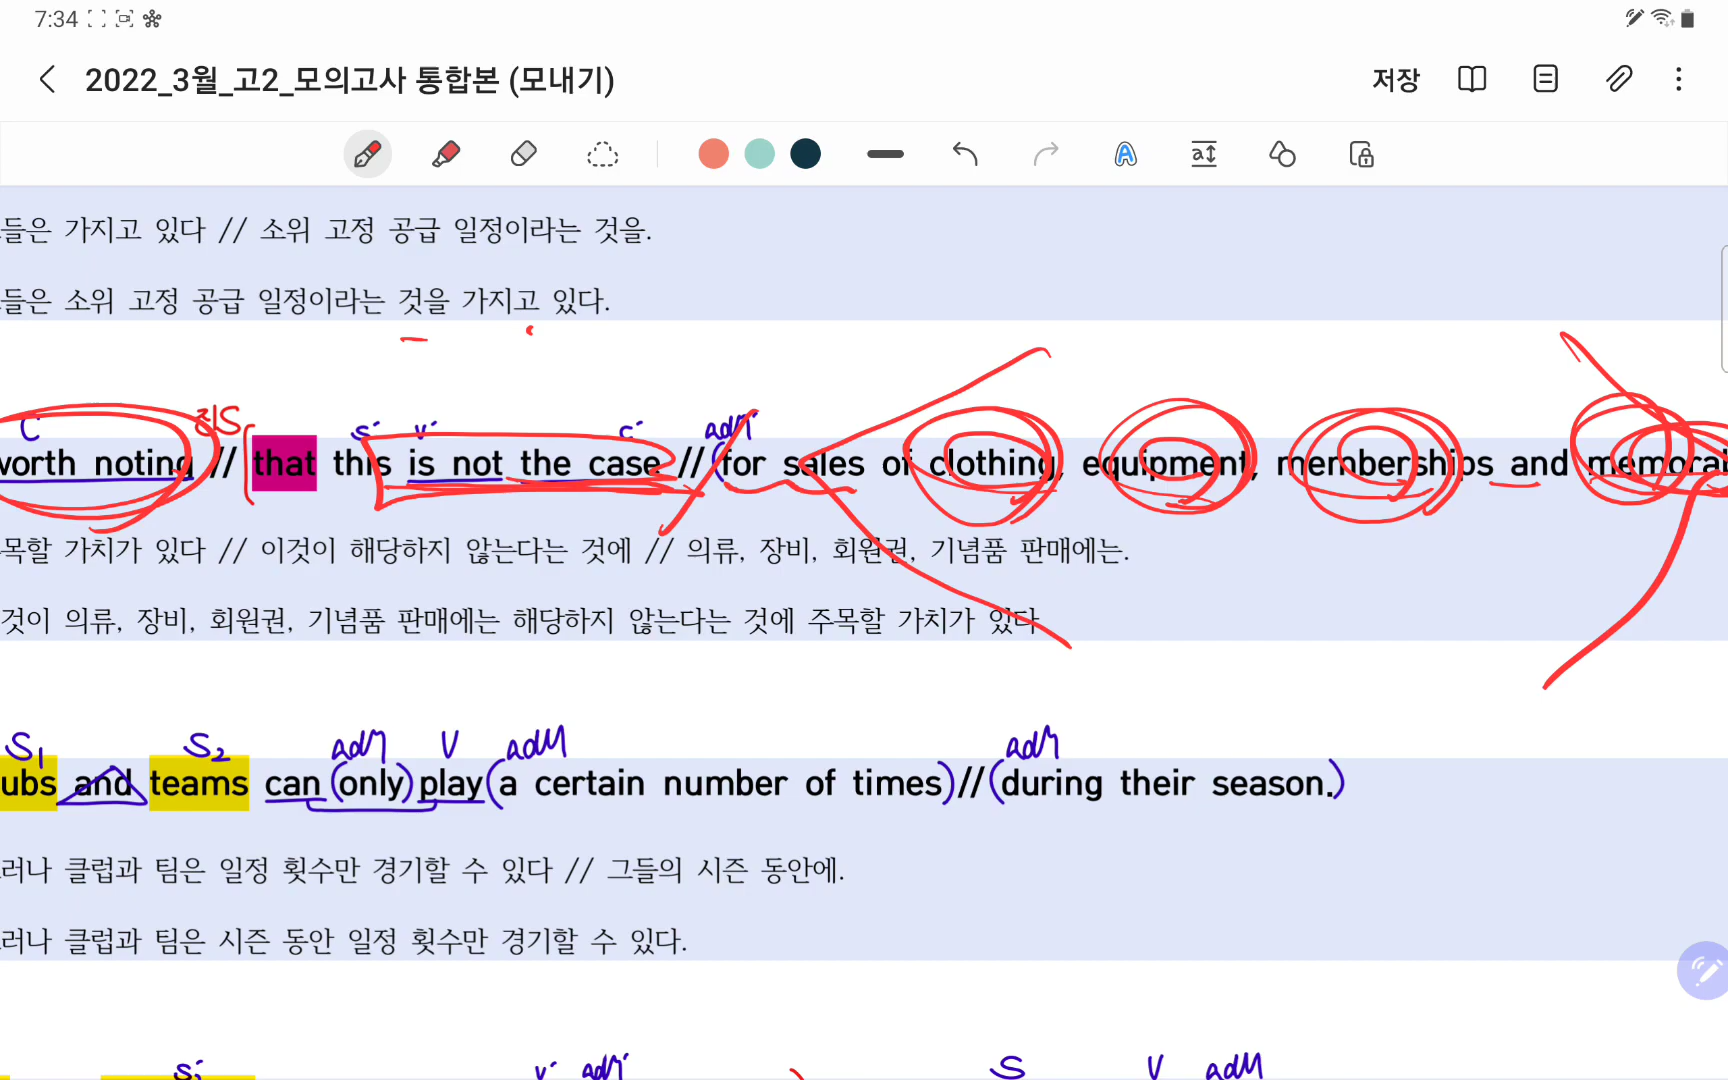 7:34
2022_3월_고2_모의고사 통합본 (모내기)
저장
들은 가지고 있다 // 소위 고정 공급 일정이라는 것을.
들은 소위 고정 공급 일정이라는 것을 가지고 있다.
C 진S s' v' c' adM'
worth noting // that this is not the case // (for sales of clothing, equipment, memberships and
목할 가치가 있다 // 이것이 해당하지 않는다는 것에 // 의류, 장비, 회원권, 기념품 판매에는.
것이 의류, 장비, 회원권, 기념품 판매에는 해당하지 않는다는 것에 주목할 가치가 있다
S1 S2 adM V adM adM
ubs and teams can (only) play (a certain number of times) // (during their season.)
러나 클럽과 팀은 일정 횟수만 경기할 수 있다 // 그들의 시즌 동안에.
러나 클럽과 팀은 시즌 동안 일정 횟수만 경기할 수 있다.
v' adM' S V adM